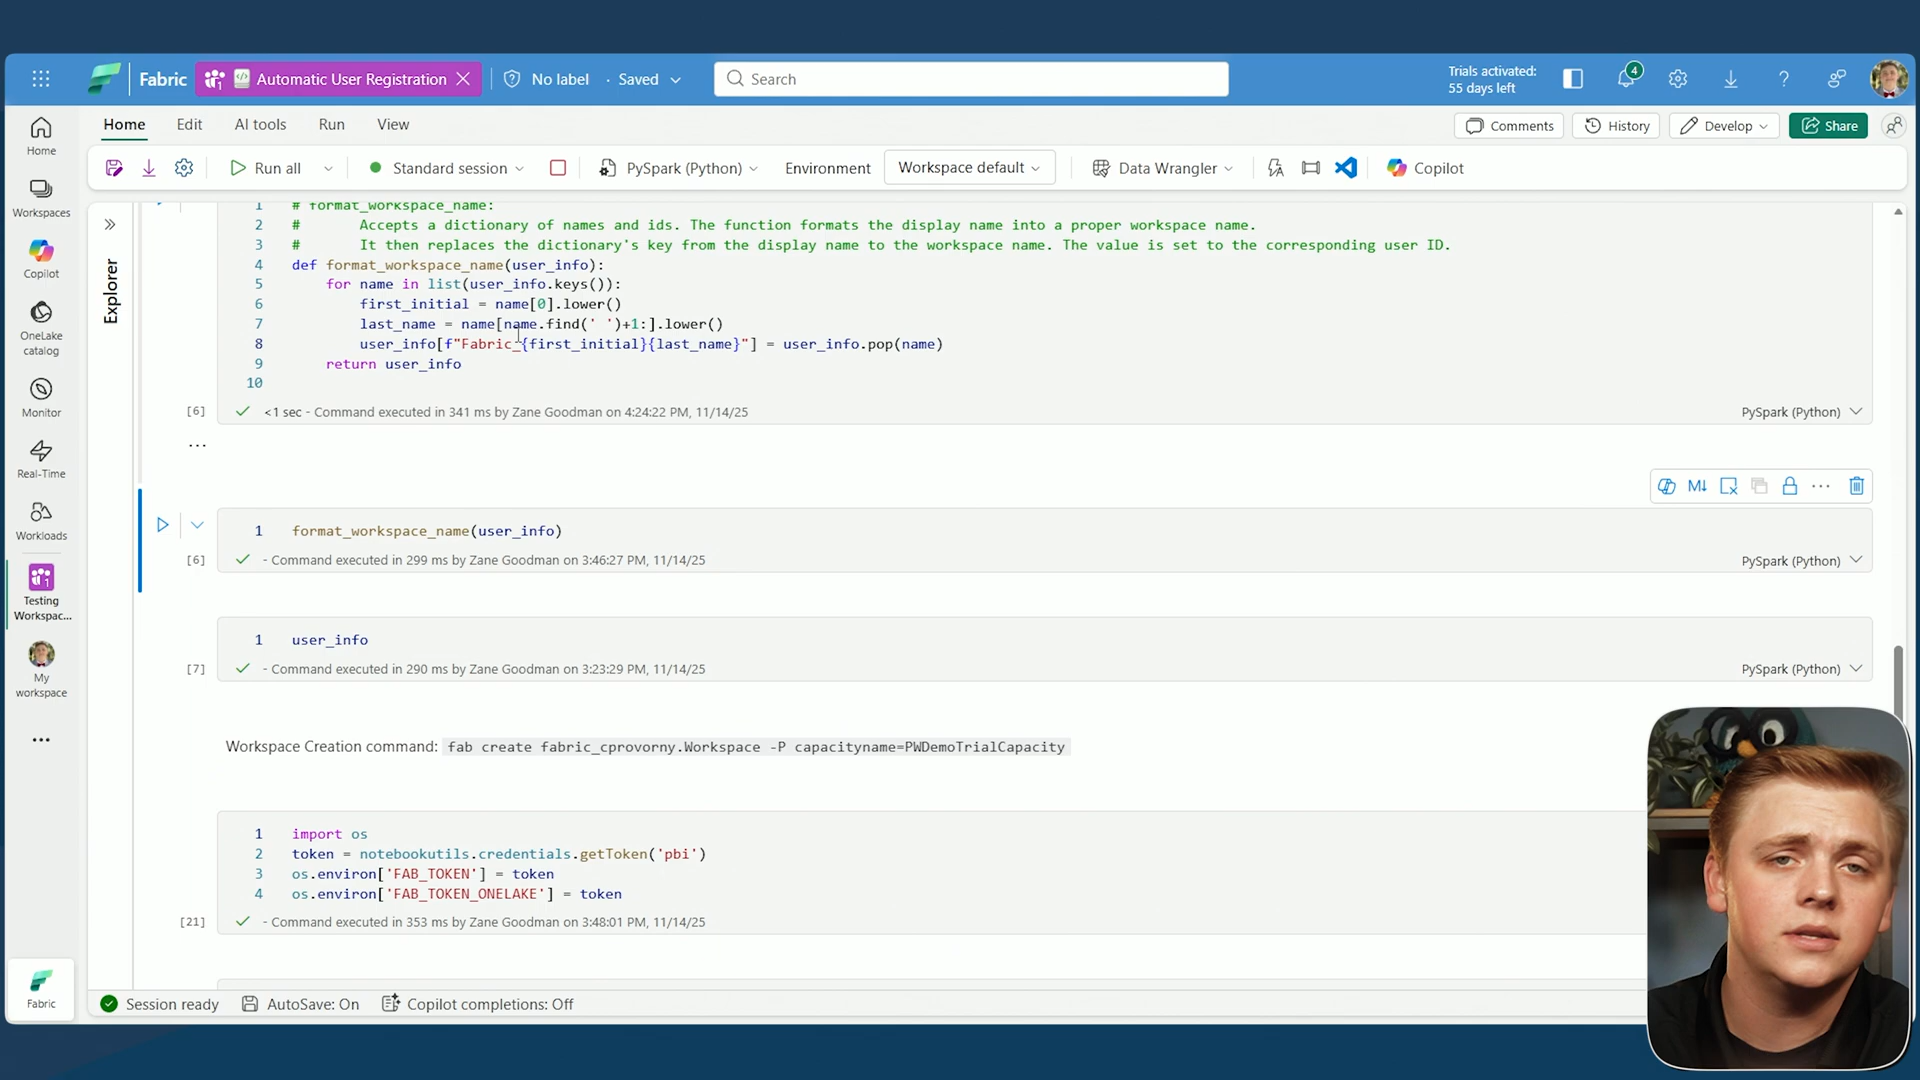 Fabric
Automatic User Registration
No label
Saved
Search
Trials activated:
55 days left
4
Home
Edit
AI tools
Run
View
Comments
History
Develop
Share
Run all
Standard session
PySpark (Python)
Environment
Workspace default
Data Wrangler
Copilot
Home
Workspaces
Copilot
OneLake
catalog
Monitor
Real-Time
Workloads
Testing
Workspac...
My
workspace
Fabric
Explorer
1 # format_workspace_name:
2 # Accepts a dictionary of names and ids. The function formats the display name into a proper workspace name.
3 # It then replaces the dictionary's key from the display name to the workspace name. The value is set to the corresponding user ID.
4 def format_workspace_name(user_info):
5 for name in list(user_info.keys()):
6 first_initial = name[0].lower()
7 last_name = name[name.find(' ')+1:].lower()
8 user_info[f"Fabric_{first_initial}{last_name}"] = user_info.pop(name)
9 return user_info
10
[6] <1 sec - Command executed in 341 ms by Zane Goodman on 4:24:22 PM, 11/14/25 PySpark (Python)
1 format_workspace_name(user_info)
[6] - Command executed in 299 ms by Zane Goodman on 3:46:27 PM, 11/14/25 PySpark (Python)
1 user_info
[7] - Command executed in 290 ms by Zane Goodman on 3:23:29 PM, 11/14/25 PySpark (Python)
Workspace Creation command: fab create fabric_cprovorny.Workspace -P capacityname=PWDemoTrialCapacity
1 import os
2 token = notebookutils.credentials.getToken('pbi')
3 os.environ['FAB_TOKEN'] = token
4 os.environ['FAB_TOKEN_ONELAKE'] = token
[21] - Command executed in 353 ms by Zane Goodman on 3:48:01 PM, 11/14/25
Session ready
AutoSave: On
Copilot completions: Off